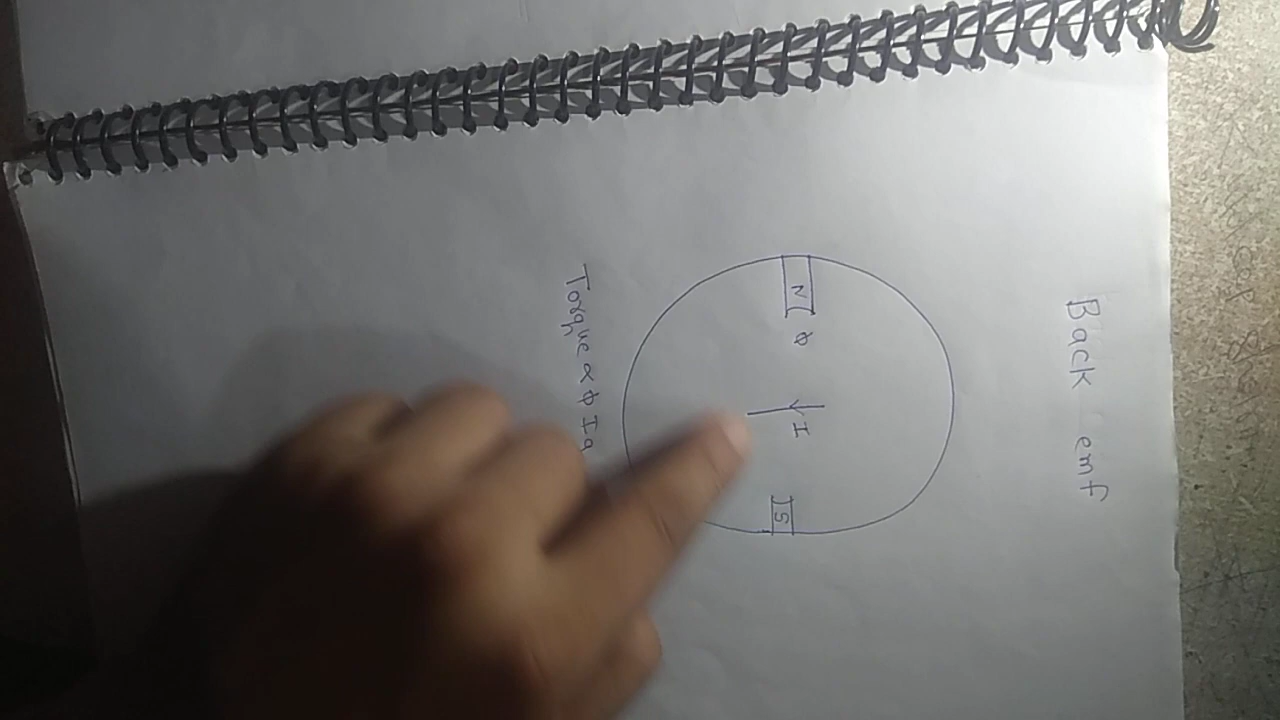 Back emf
N
φ
I
S
Torque ∝ φ Ia